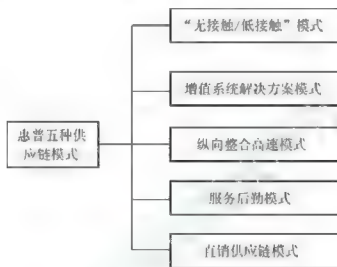 “无接触/低接触”模式
增值系统解决方案模式
惠普五种供
应链模式
纵向整合高速模式
服务后勤模式
直销供应链模式